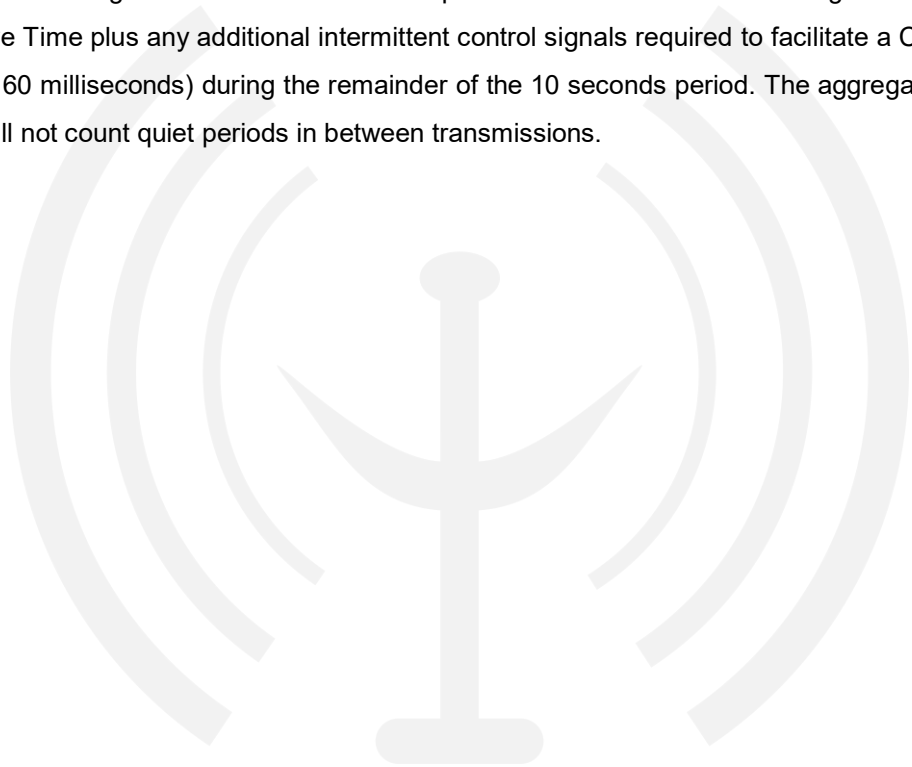 e Time plus any additional intermittent control signals required to facilitate a
60 milliseconds) during the remainder of the 10 seconds period. The
ll not count quiet periods in between transmissions.